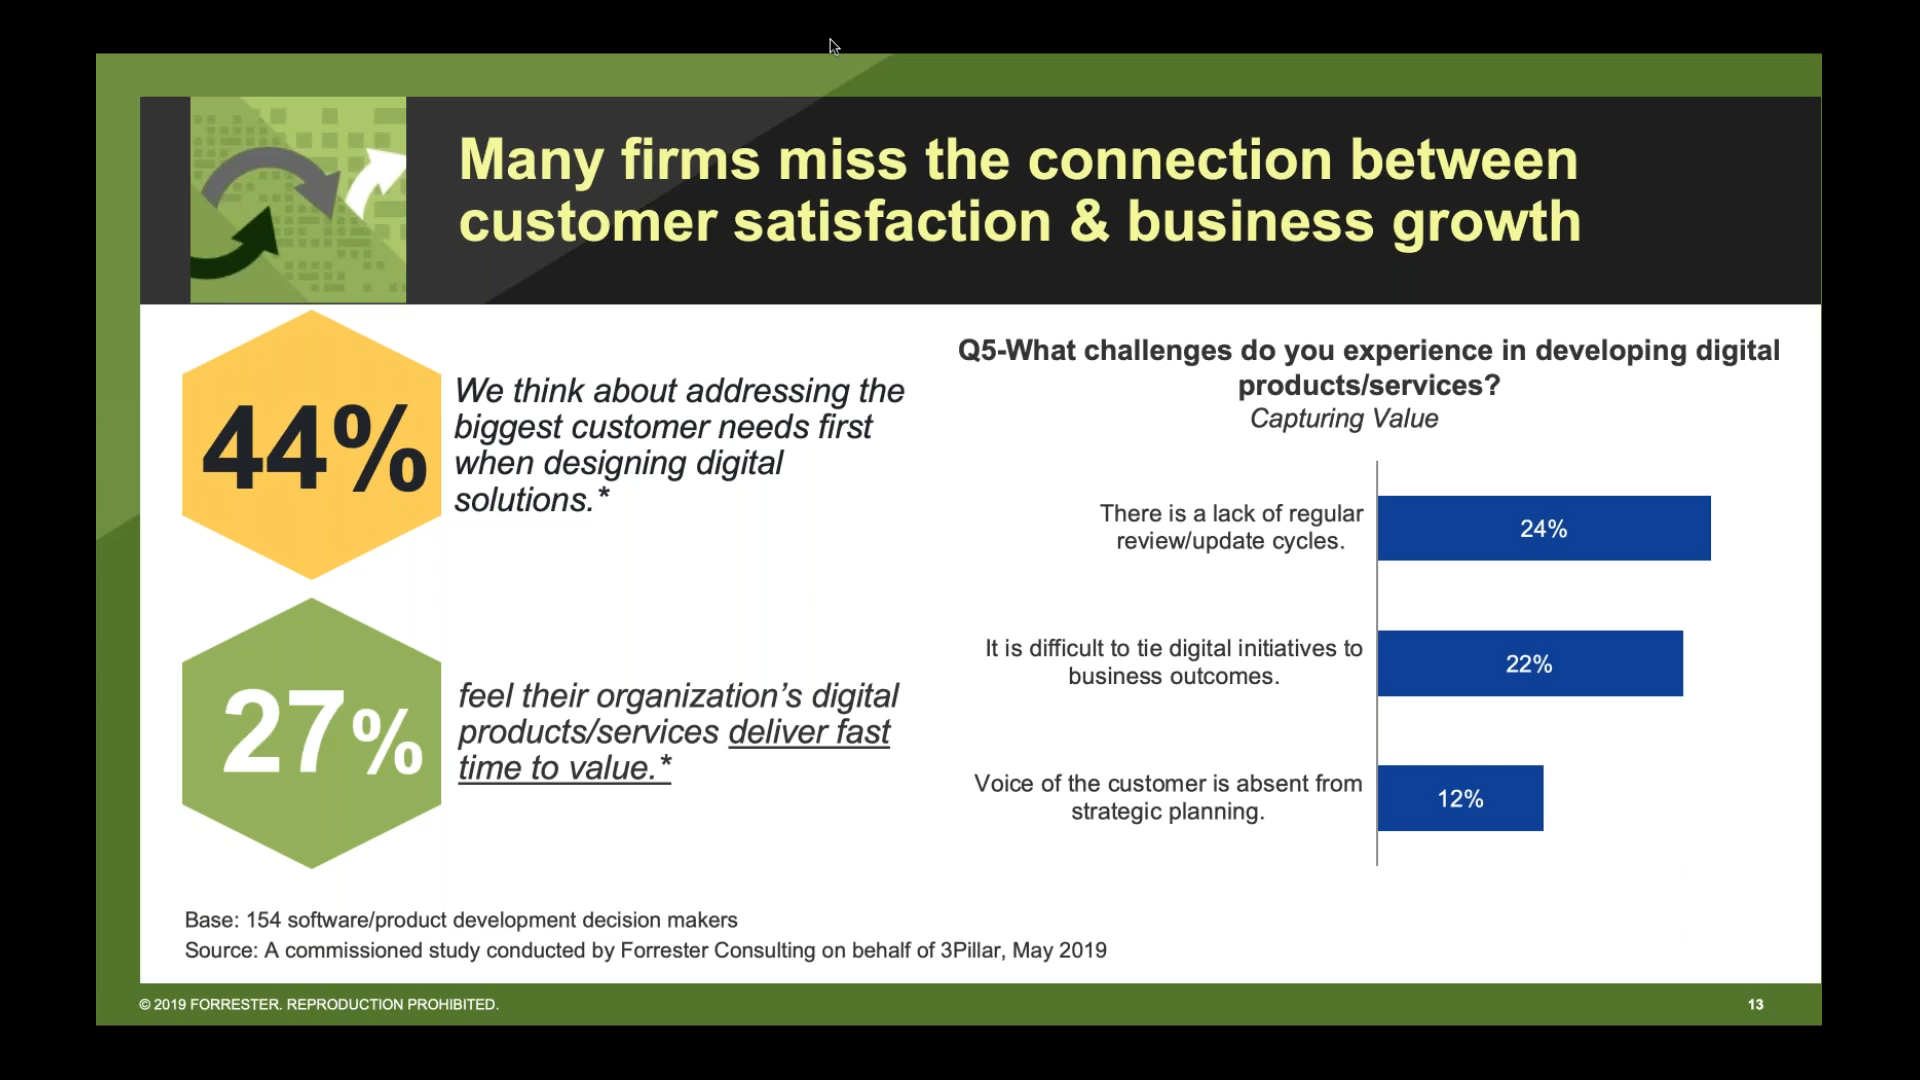 Many firms miss the connection between
customer satisfaction & business growth
44%
We think about addressing the
biggest customer needs first
when designing digital
solutions.*
27%
feel their organization’s digital
products/services deliver fast
time to value.*
Q5-What challenges do you experience in developing digital
products/services?
Capturing Value
There is a lack of regular
review/update cycles.
24%
It is difficult to tie digital initiatives to
business outcomes.
22%
Voice of the customer is absent from
strategic planning.
12%
Base: 154 software/product development decision makers
Source: A commissioned study conducted by Forrester Consulting on behalf of 3Pillar, May 2019
© 2019 FORRESTER. REPRODUCTION PROHIBITED.
13